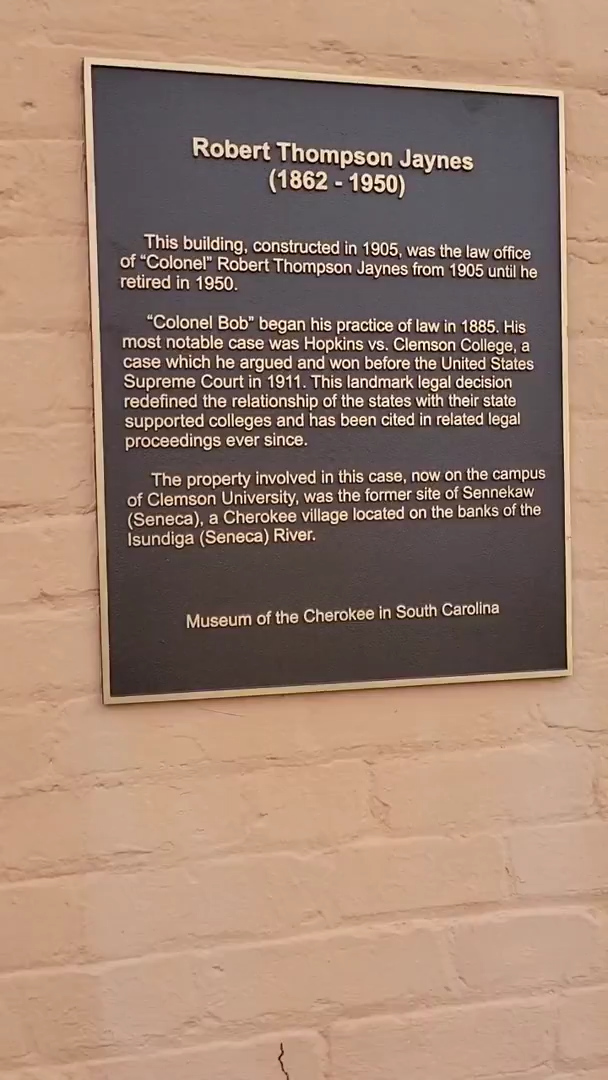 Robert Thompson Jaynes
(1862 - 1950)
This building, constructed in 1905, was the law office
of “Colonel” Robert Thompson Jaynes from 1905 until he
retired in 1950.
“Colonel Bob” began his practice of law in 1885. His
most notable case was Hopkins vs. Clemson College, a
case which he argued and won before the United States
Supreme Court in 1911. This landmark legal decision
redefined the relationship of the states with their state
supported colleges and has been cited in related legal
proceedings ever since.
The property involved in this case, now on the campus
of Clemson University, was the former site of Sennekaw
(Seneca), a Cherokee village located on the banks of the
Isundiga (Seneca) River.
Museum of the Cherokee in South Carolina